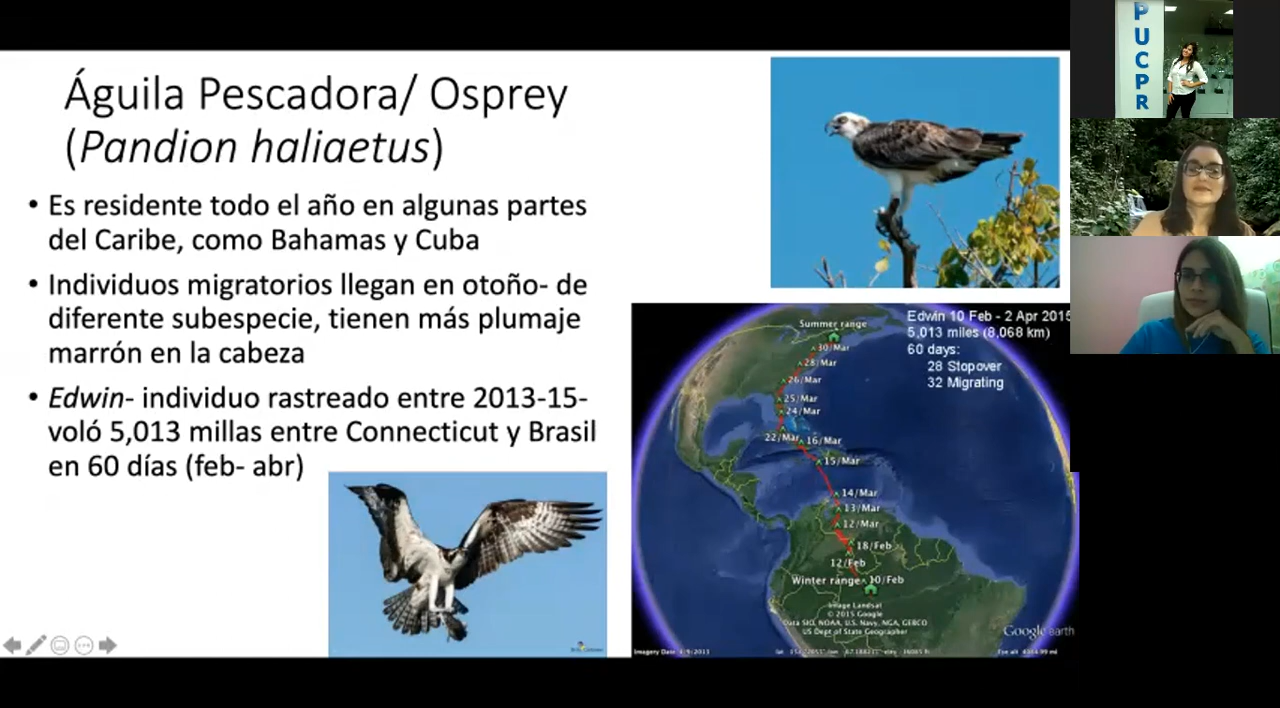 Águila Pescadora/ Osprey
(Pandion haliaetus)
• Es residente todo el año en algunas partes
del Caribe, como Bahamas y Cuba
• Individuos migratorios llegan en otoño- de
diferente subespecie, tienen más plumaje
marrón en la cabeza
• Edwin- individuo rastreado entre 2013-15-
voló 5,013 millas entre Connecticut y Brasil
en 60 días (feb- abr)
Edwin 10 Feb - 2 Apr 2015
5,013 miles (8,068 km)
60 days:
28 Stopover
32 Migrating
Summer range
30/Mar
28/Mar
26/Mar
25/Mar
24/Mar
22/Mar
16/Mar
15/Mar
14/Mar
13/Mar
12/Mar
18/Feb
12/Feb
Winter range
10/Feb
Image Landsat
© 2015 Google
Data SIO, NOAA, U.S. Navy, NGA, GEBCO
US Dept of State Geographer
Google earth
P
U
C
P
R